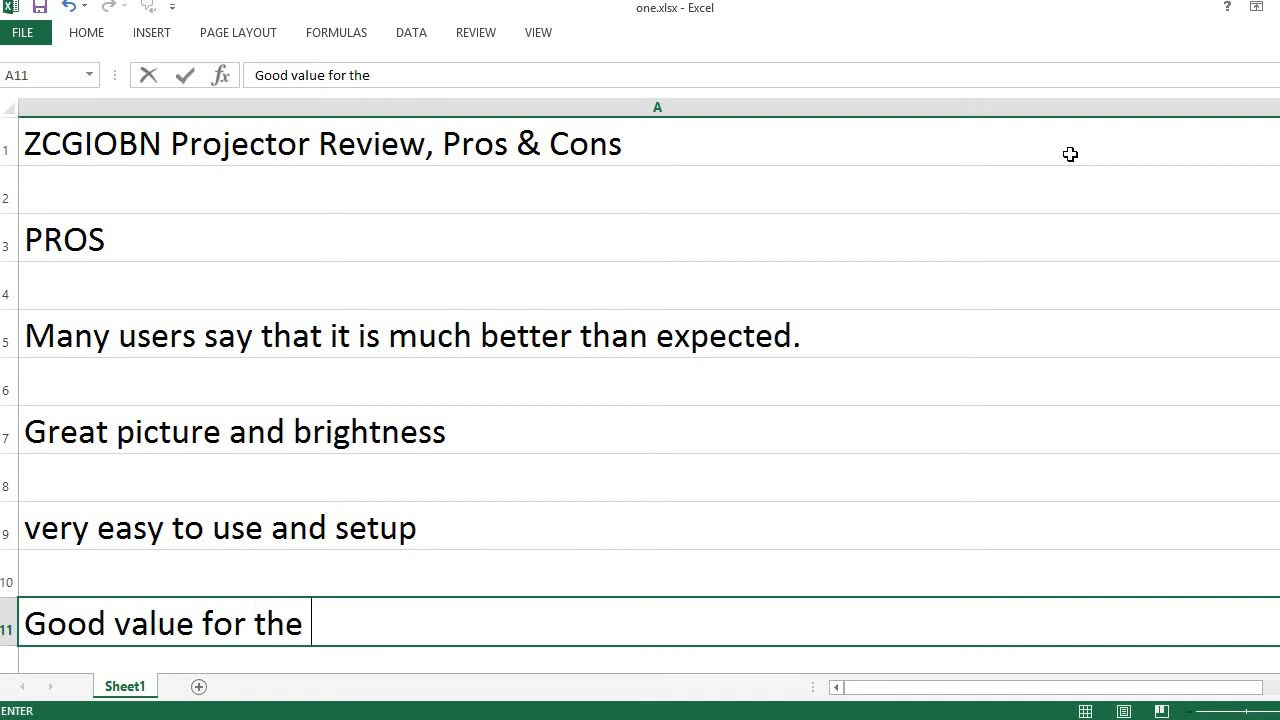 one.xlsx - Excel
?
FILE HOME INSERT PAGE LAYOUT FORMULAS DATA REVIEW VIEW
A11 fx Good value for the
A
1 ZCGIOBN Projector Review, Pros & Cons
2
3 PROS
4
5 Many users say that it is much better than expected.
6
7 Great picture and brightness
8
9 very easy to use and setup
10
11 Good value for the
Sheet1
ENTER